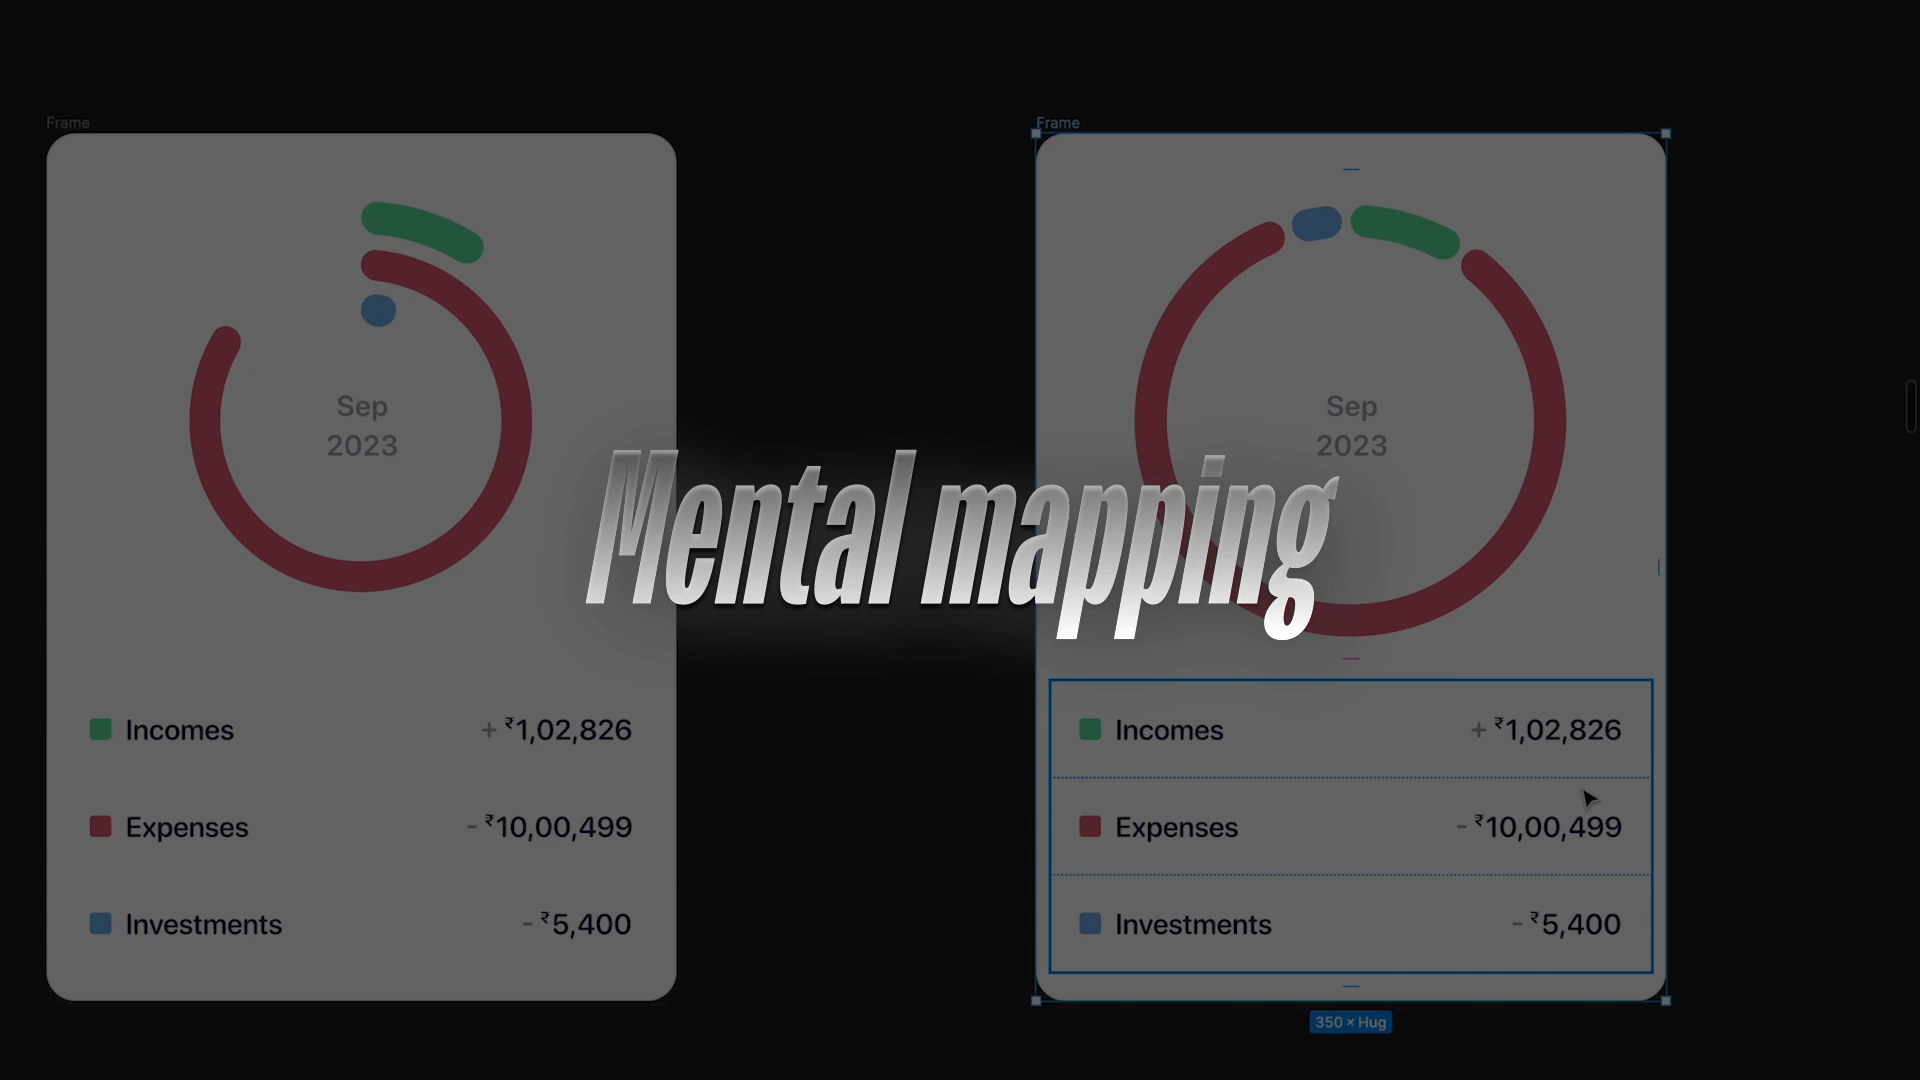 Frame
Sep
2023
Incomes + ₹1,02,826
Expenses - ₹10,00,499
Investments - ₹5,400
Mental mapping
Frame
Sep
2023
Incomes + ₹1,02,826
Expenses - ₹10,00,499
Investments - ₹5,400
350 × Hug